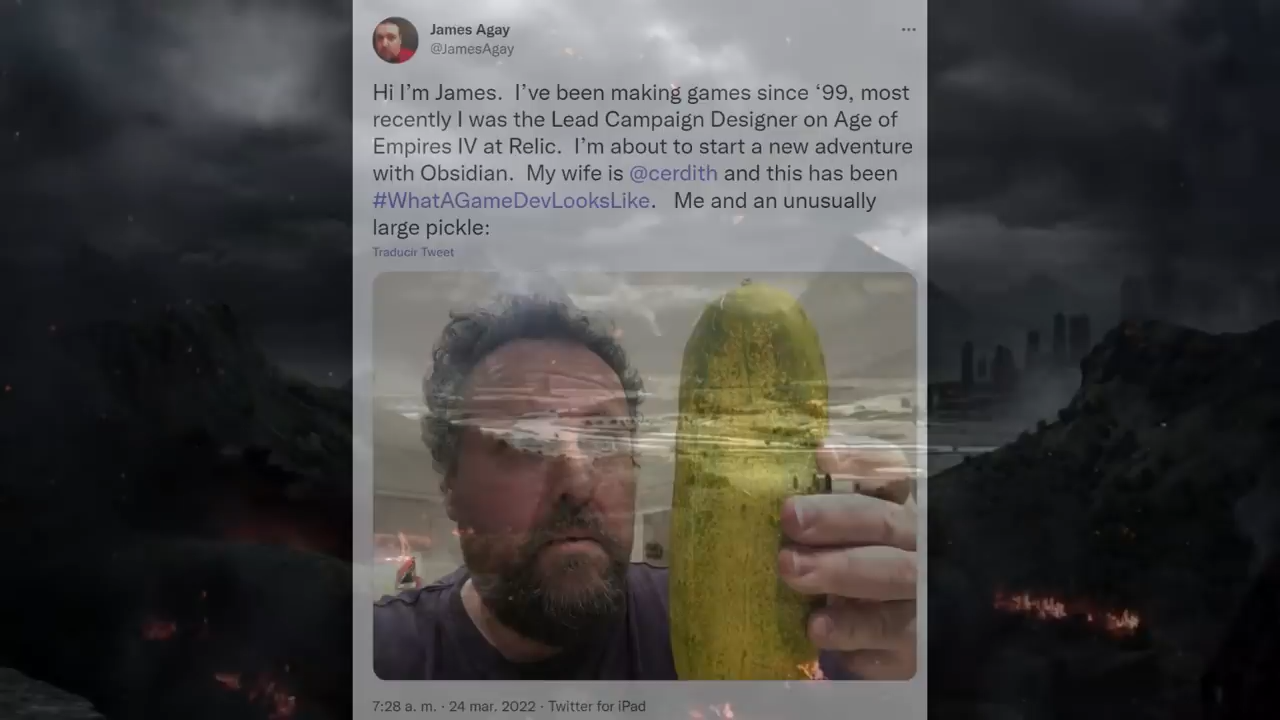 James Agay
@JamesAgay
Hi I’m James. I’ve been making games since ‘99, most
recently I was the Lead Campaign Designer on Age of
Empires IV at Relic. I’m about to start a new adventure
with Obsidian. My wife is @cerdith and this has been
#WhatAGameDevLooksLike. Me and an unusually
large pickle:
Traducir Tweet
7:28 a. m. · 24 mar. 2022 · Twitter for iPad